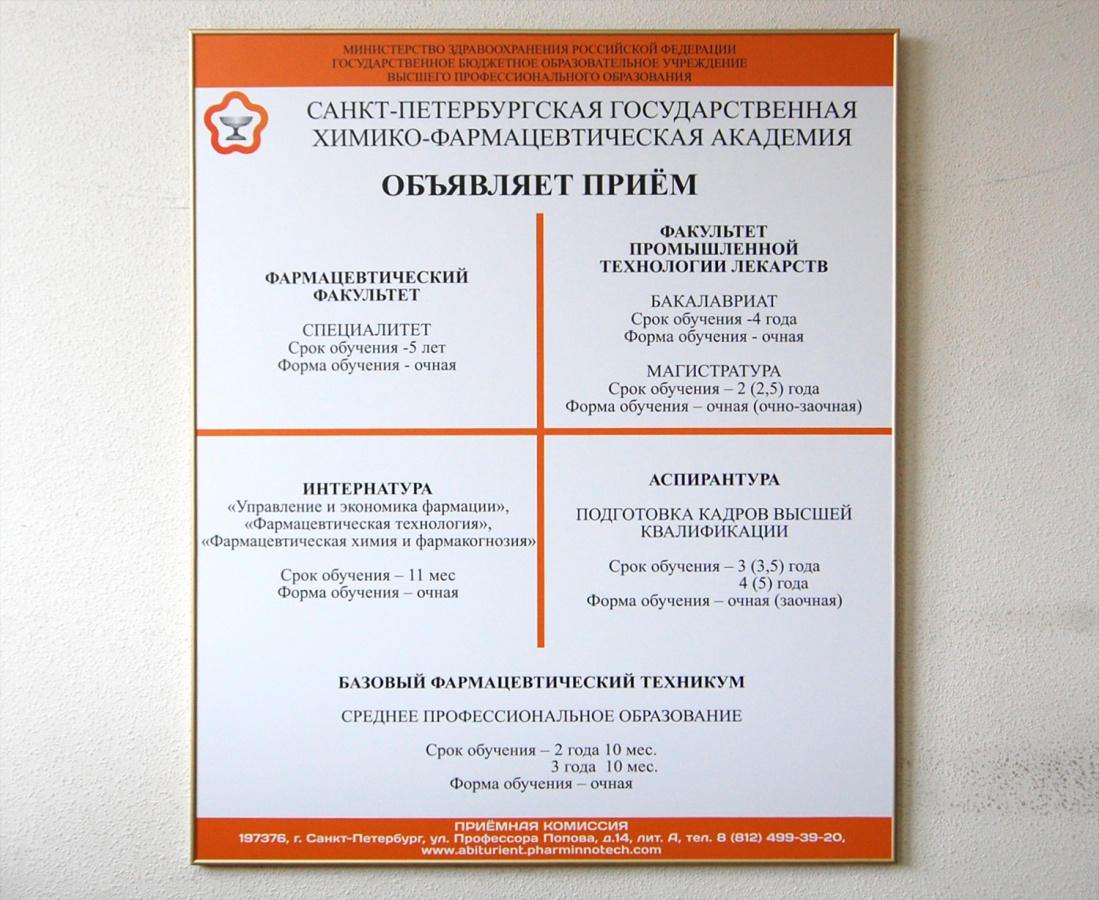 МИНИСТЕРСТВО ЗДРАВООХРАНЕНИЯ РОССИЙСКОЙ ФЕДЕРАЦИИ
ГОСУДАРСТВЕННОЕ БЮДЖЕТНОЕ ОБРАЗОВАТЕЛЬНОЕ УЧРЕЖДЕНИЕ
ВЫСШЕГО ПРОФЕССИОНАЛЬНОГО ОБРАЗОВАНИЯ
САНКТ-ПЕТЕРБУРГСКАЯ ГОСУДАРСТВЕННАЯ
ХИМИКО-ФАРМАЦЕВТИЧЕСКАЯ АКАДЕМИЯ
ОБЪЯВЛЯЕТ ПРИЁМ
ФАРМАЦЕВТИЧЕСКИЙ
ФАКУЛЬТЕТ
СПЕЦИАЛИТЕТ
Срок обучения -5 лет
Форма обучения - очная
ФАКУЛЬТЕТ
ПРОМЫШЛЕННОЙ
ТЕХНОЛОГИИ ЛЕКАРСТВ
БАКАЛАВРИАТ
Срок обучения -4 года
Форма обучения - очная
МАГИСТРАТУРА
Срок обучения – 2 (2,5) года
Форма обучения – очная (очно-заочная)
ИНТЕРНАТУРА
«Управление и экономика фармации»,
«Фармацевтическая технология»,
«Фармацевтическая химия и фармакогнозия»
Срок обучения – 11 мес
Форма обучения – очная
АСПИРАНТУРА
ПОДГОТОВКА КАДРОВ ВЫСШЕЙ
КВАЛИФИКАЦИИ
Срок обучения – 3 (3,5) года
4 (5) года
Форма обучения – очная (заочная)
БАЗОВЫЙ ФАРМАЦЕВТИЧЕСКИЙ ТЕХНИКУМ
СРЕДНЕЕ ПРОФЕССИОНАЛЬНОЕ ОБРАЗОВАНИЕ
Срок обучения – 2 года 10 мес.
3 года 10 мес.
Форма обучения – очная
ПРИЁМНАЯ КОМИССИЯ
197376, г. Санкт-Петербург, ул. Профессора Попова, д.14, лит. А, тел. 8 (812) 499-39-20,
www.abiturient.pharminnotech.com